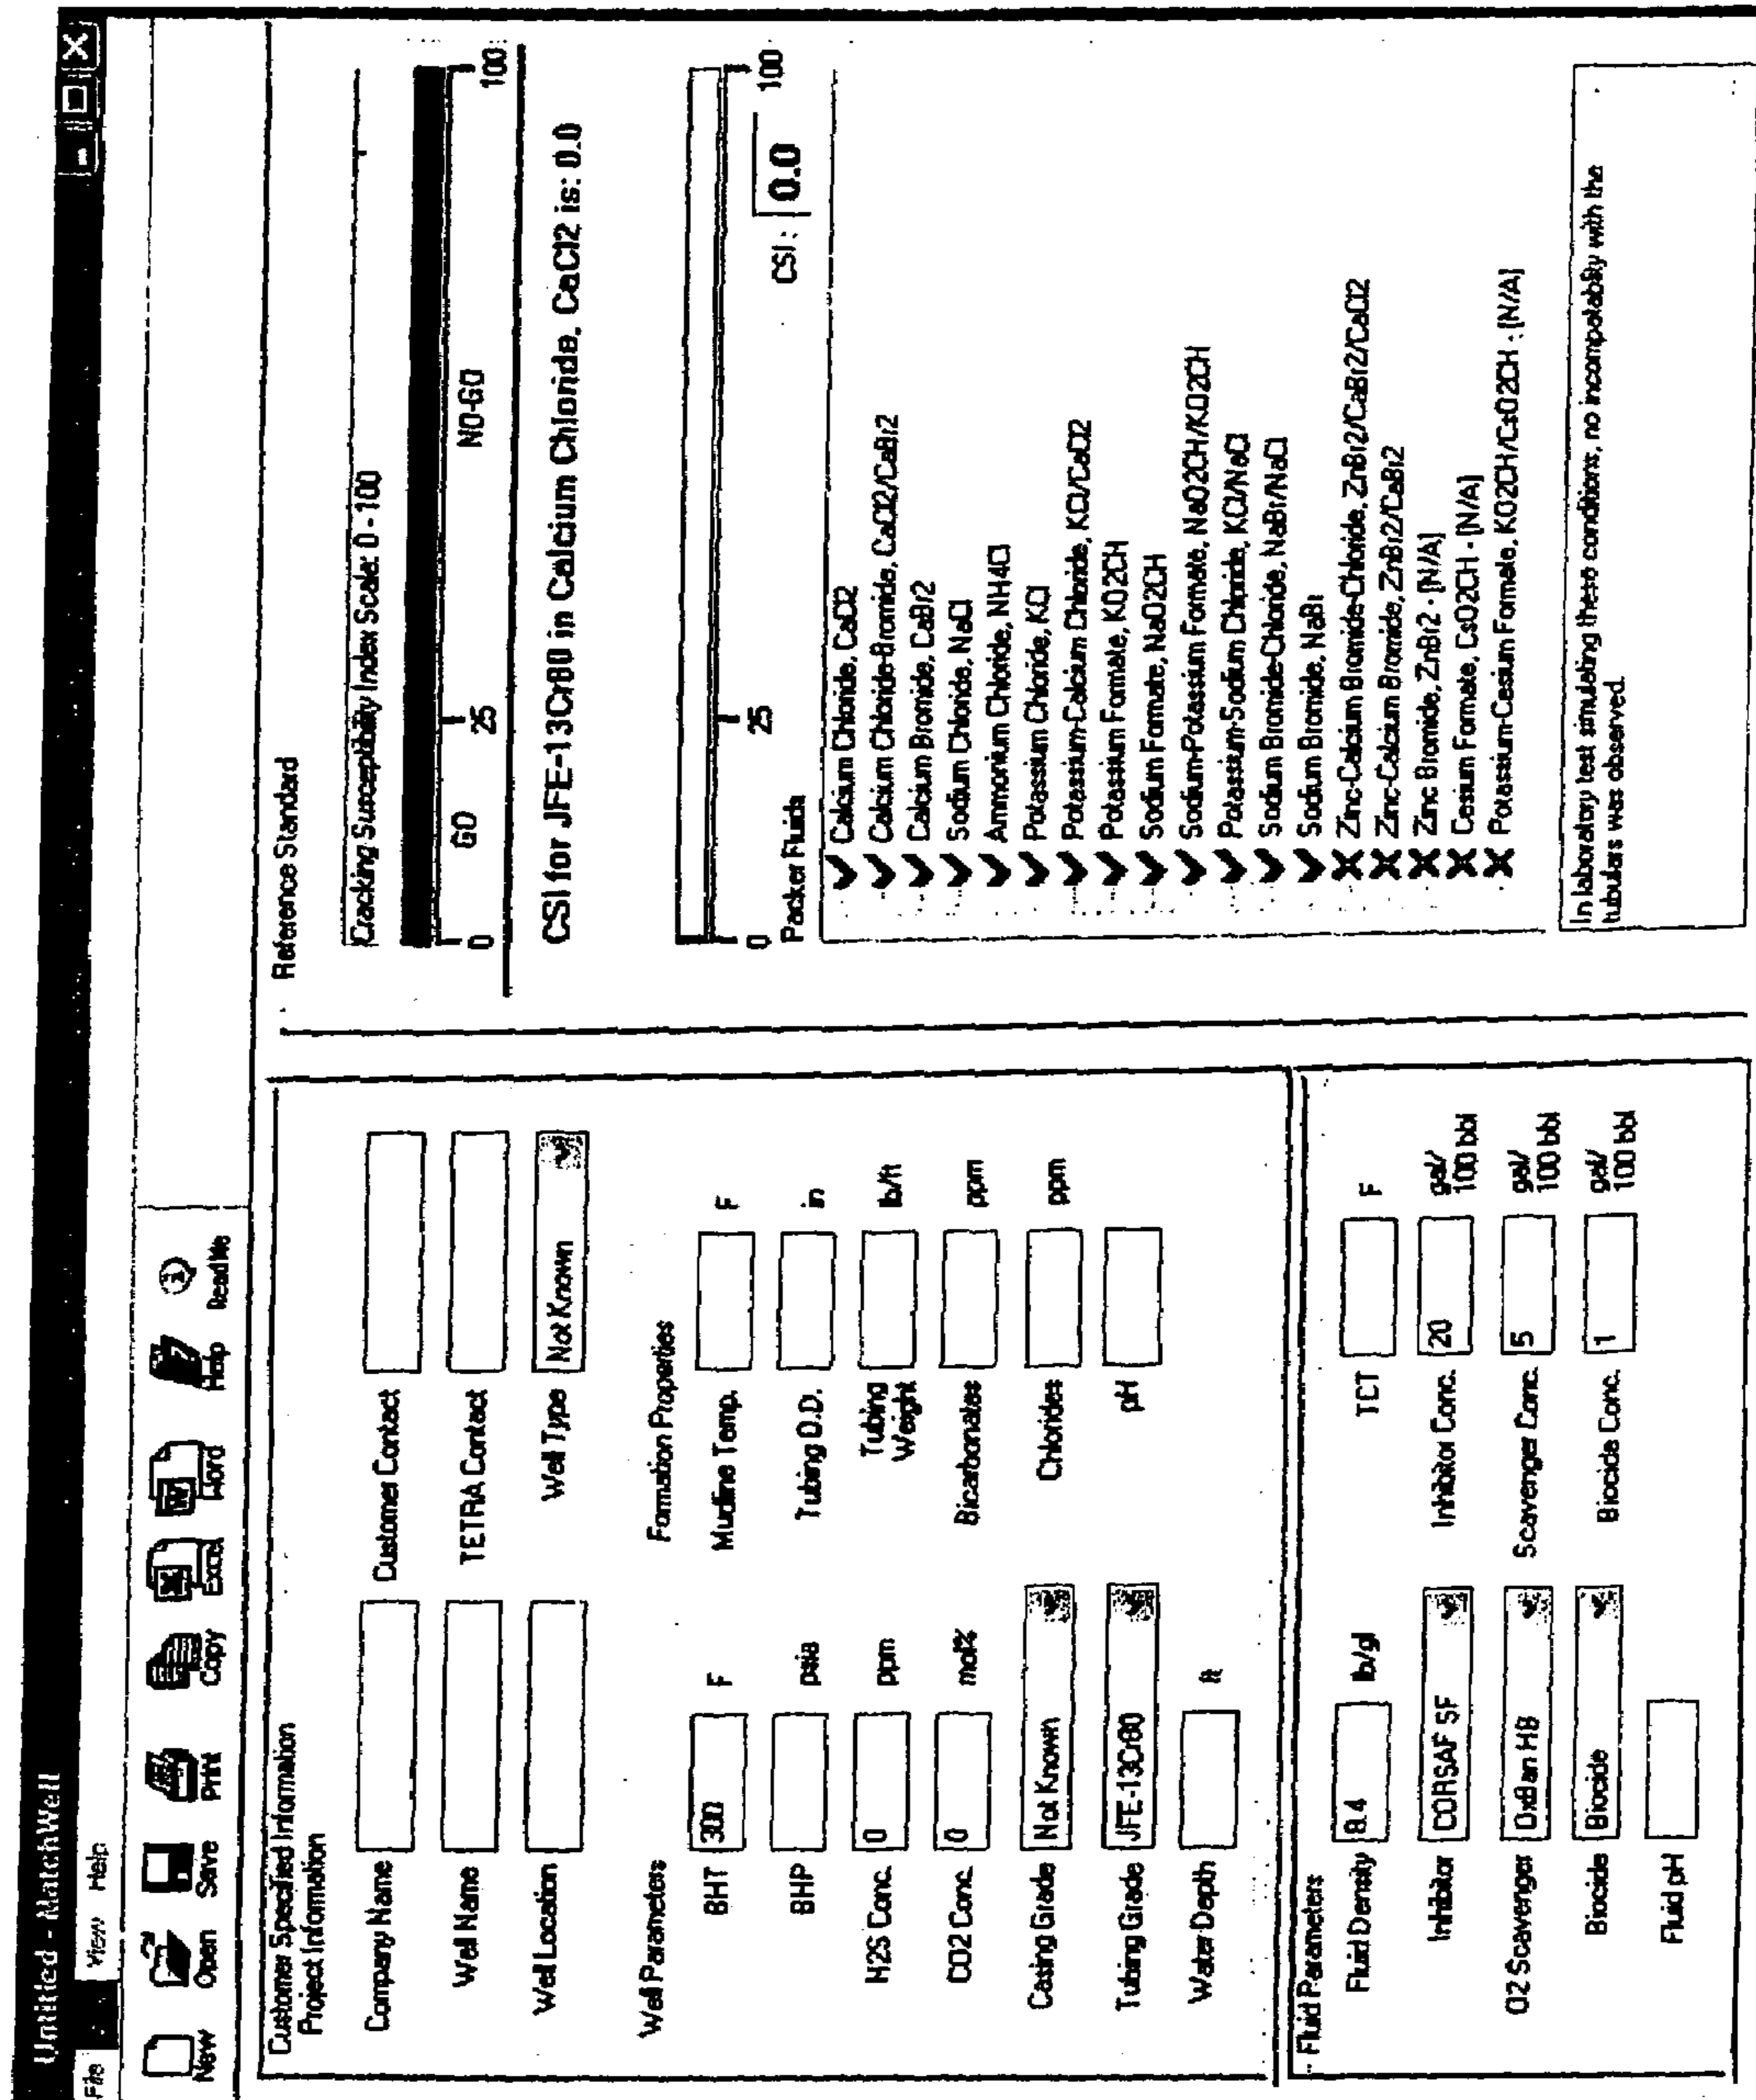 Untitled - MatchWell
File
View
Help
New
Open
Save
Print
Copy
Excel
Word
Help
Read Me
Customer Specified Information
Project Information
Company Name
Customer Contact
Well Name
TETRA Contact
Well Location
Well Type Not Known
Well Parameters
Formation Properties
BHT 300 F
Mudline Temp. F
BHP psia
Tubing O.D. in
H2S Conc. 0 ppm
Tubing Weight lb/ft
CO2 Conc. 0 mol%
Bicarbonates ppm
Casing Grade Not Known
Chlorides ppm
Tubing Grade JFE-13Cr80
pH
Water Depth ft
Fluid Parameters
Fluid Density 8.4 lb/gl
TCT F
Inhibitor CORSAF SF
Inhibitor Conc. 20 gal/ 100 bbl
O2 Scavenger OxBan HB
Scavenger Conc. 5 gal/ 100 bbl
Biocide Biocide
Biocide Conc. 1 gal/ 100 bbl
Fluid pH
Reference Standard
Cracking Susceptibility Index Scale: 0 - 100
GO
NO-GO
0
25
100
CSI for JFE-13Cr80 in Calcium Chloride, CaCl2 is: 0.0
0
25
100
CSI: 0.0
Packer Fluids
Calcium Chloride, CaCl2
Calcium Chloride-Bromide, CaCl2/CaBr2
Calcium Bromide, CaBr2
Sodium Chloride, NaCl
Ammonium Chloride, NH4Cl
Potassium Chloride, KCl
Potassium-Calcium Chloride, KCl/CaCl2
Potassium Formate, KO2CH
Sodium Formate, NaO2CH
Sodium-Potassium Formate, NaO2CH/KO2CH
Potassium-Sodium Chloride, KCl/NaCl
Sodium Bromide-Chloride, NaBr/NaCl
Sodium Bromide, NaBr
Zinc-Calcium Bromide-Chloride, ZnBr2/CaBr2/CaCl2
Zinc-Calcium Bromide, ZnBr2/CaBr2
Zinc Bromide, ZnBr2 - [N/A]
Cesium Formate, CsO2CH - [N/A]
Potassium-Cesium Formate, KO2CH/CsO2CH - [N/A]
In laboratory test simulating these conditions, no incompatability with the
tubulars was observed.